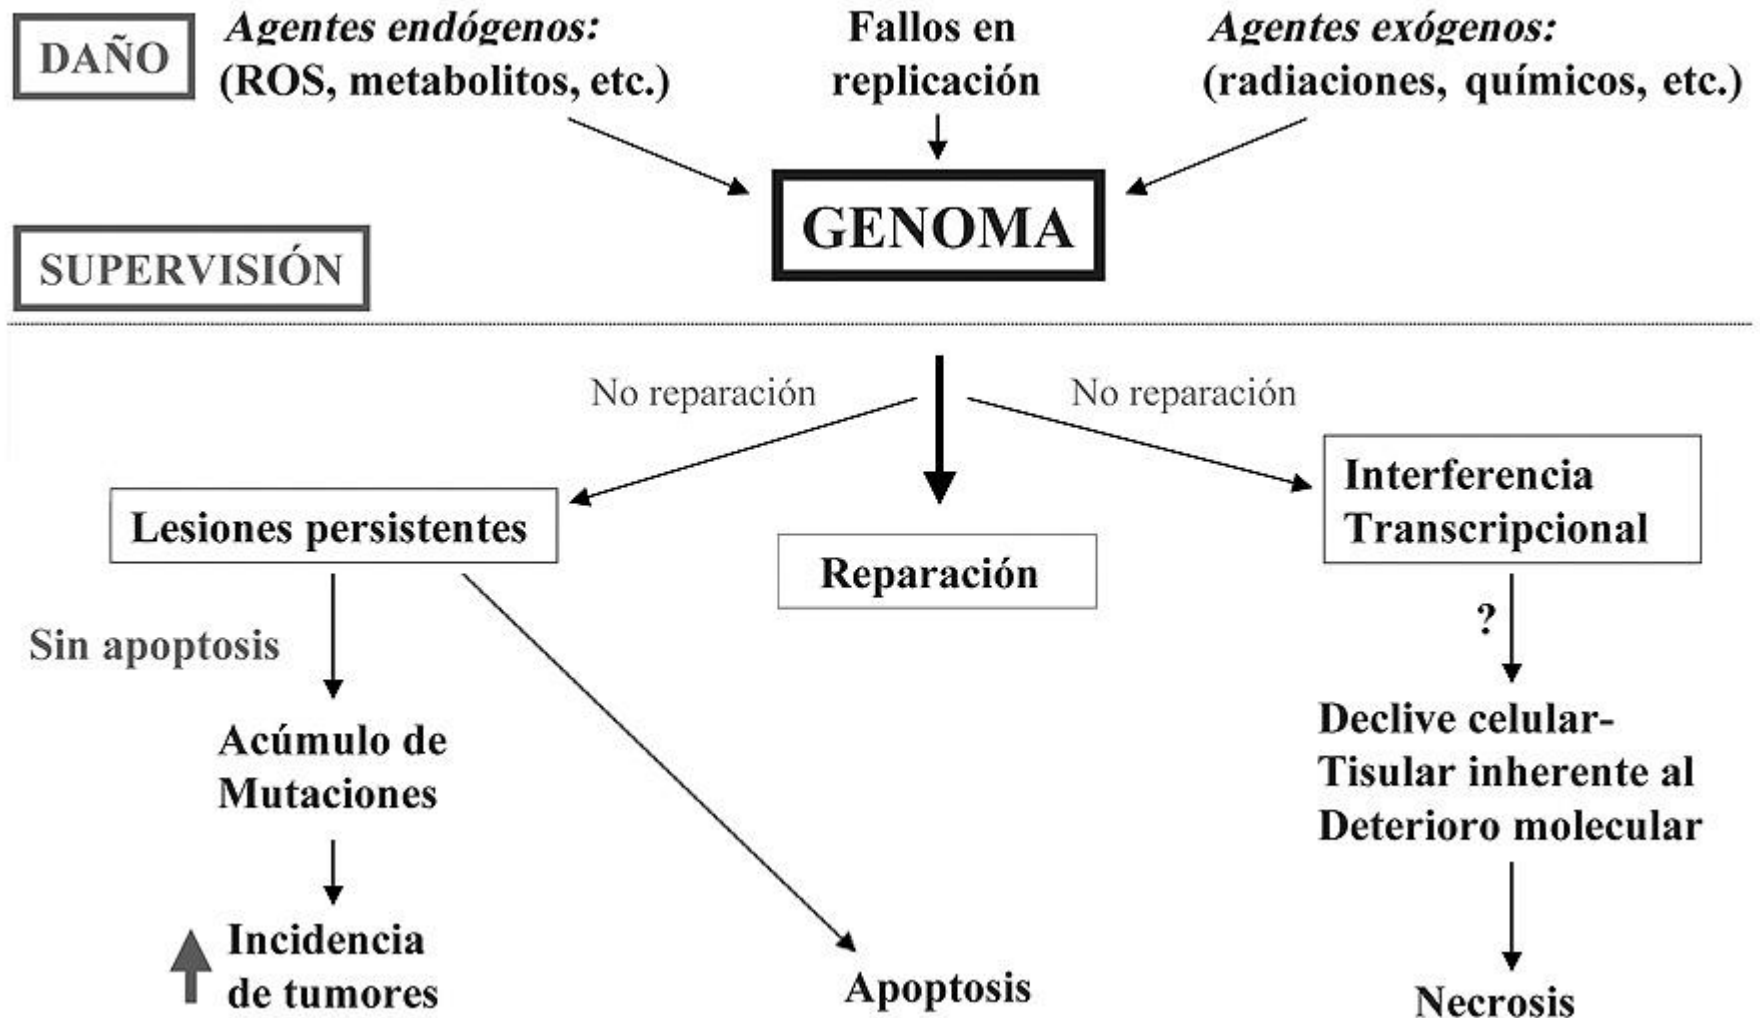 DAÑO
Agentes endógenos:
(ROS, metabolitos, etc.)
Fallos en
replicación
Agentes exógenos:
(radiaciones, químicos, etc.)
GENOMA
SUPERVISIÓN
No reparación
No reparación
Lesiones persistentes
Reparación
Interferencia
Transcripcional
Sin apoptosis
?
Acúmulo de
Mutaciones
Declive celular-
Tisular inherente al
Deterioro molecular
Incidencia
de tumores
Apoptosis
Necrosis